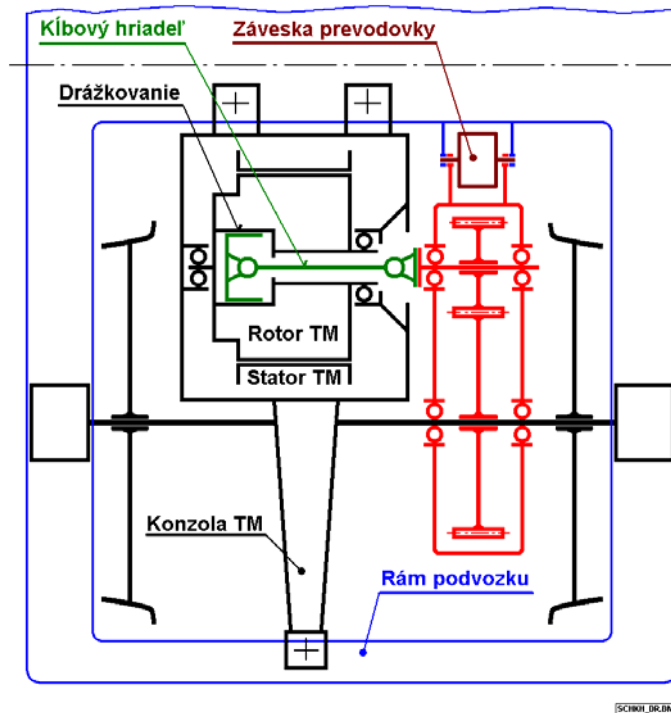 Kĺbový hriadeľ
Záveska prevodovky
Drážkovanie
Rotor TM
Stator TM
Konzola TM
Rám podvozku